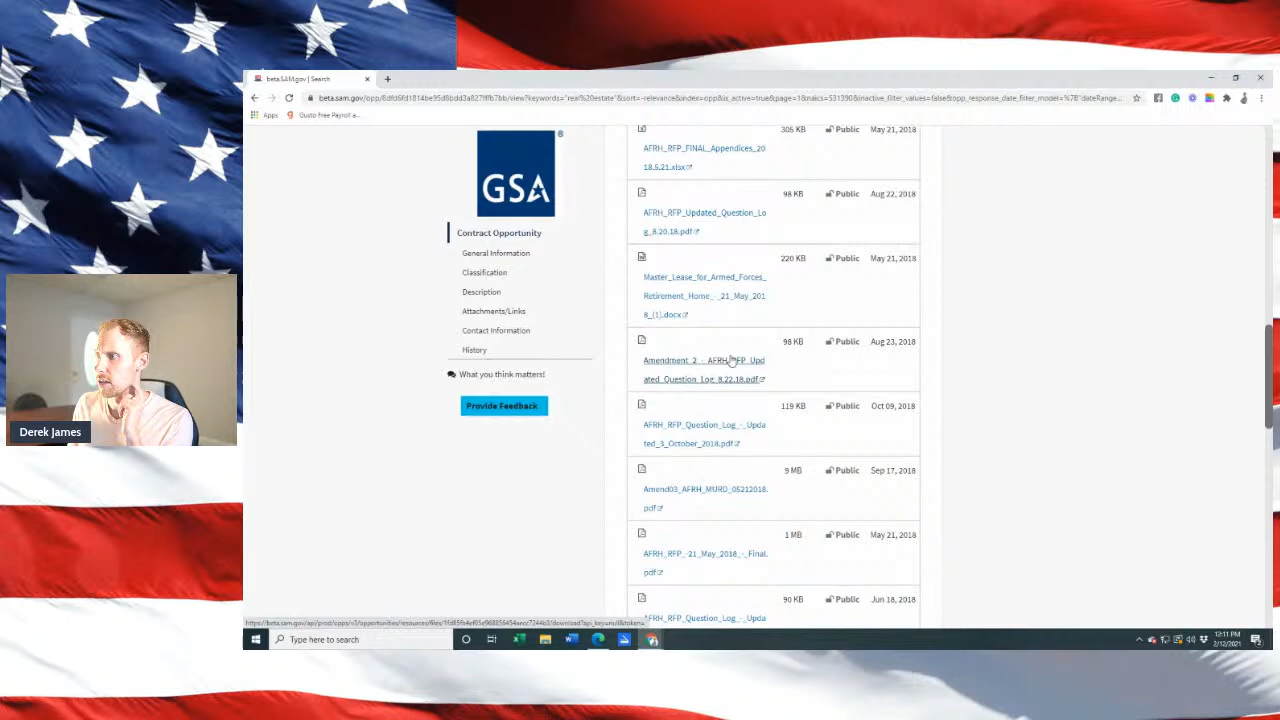 beta.SAM.gov | Search
Apps Gusto Free Payroll a...
305 KB Public May 21, 2018
AFRH_RFP_FINAL_Appendices_20
18.5.21.xlsx
GSA
®
98 KB Public Aug 22, 2018
AFRH_RFP_Updated_Question_Lo
g_8.20.18.pdf
Contract Opportunity
General Information
Classification
Description
Attachments/Links
Contact Information
History
What you think matters!
Provide Feedback
220 KB Public May 21, 2018
Master_Lease_for_Armed_Forces_
Retirement_Home_-_21_May_201
8_(1).docx
98 KB Public Aug 23, 2018
Amendment_2_-_AFRH_RFP_Upd
ated_Question_Log_8.22.18.pdf
119 KB Public Oct 09, 2018
AFRH_RFP_Question_Log_-_Upda
ted_3_October_2018.pdf
9 MB Public Sep 17, 2018
Amend03_AFRH_MURD_05212018.
pdf
1 MB Public May 21, 2018
AFRH_RFP_-21_May_2018_-_Final.
pdf
90 KB Public Jun 18, 2018
AFRH_RFP_Question_Log_-_Upda
Derek James
Type here to search
12:11 PM
2/12/2021